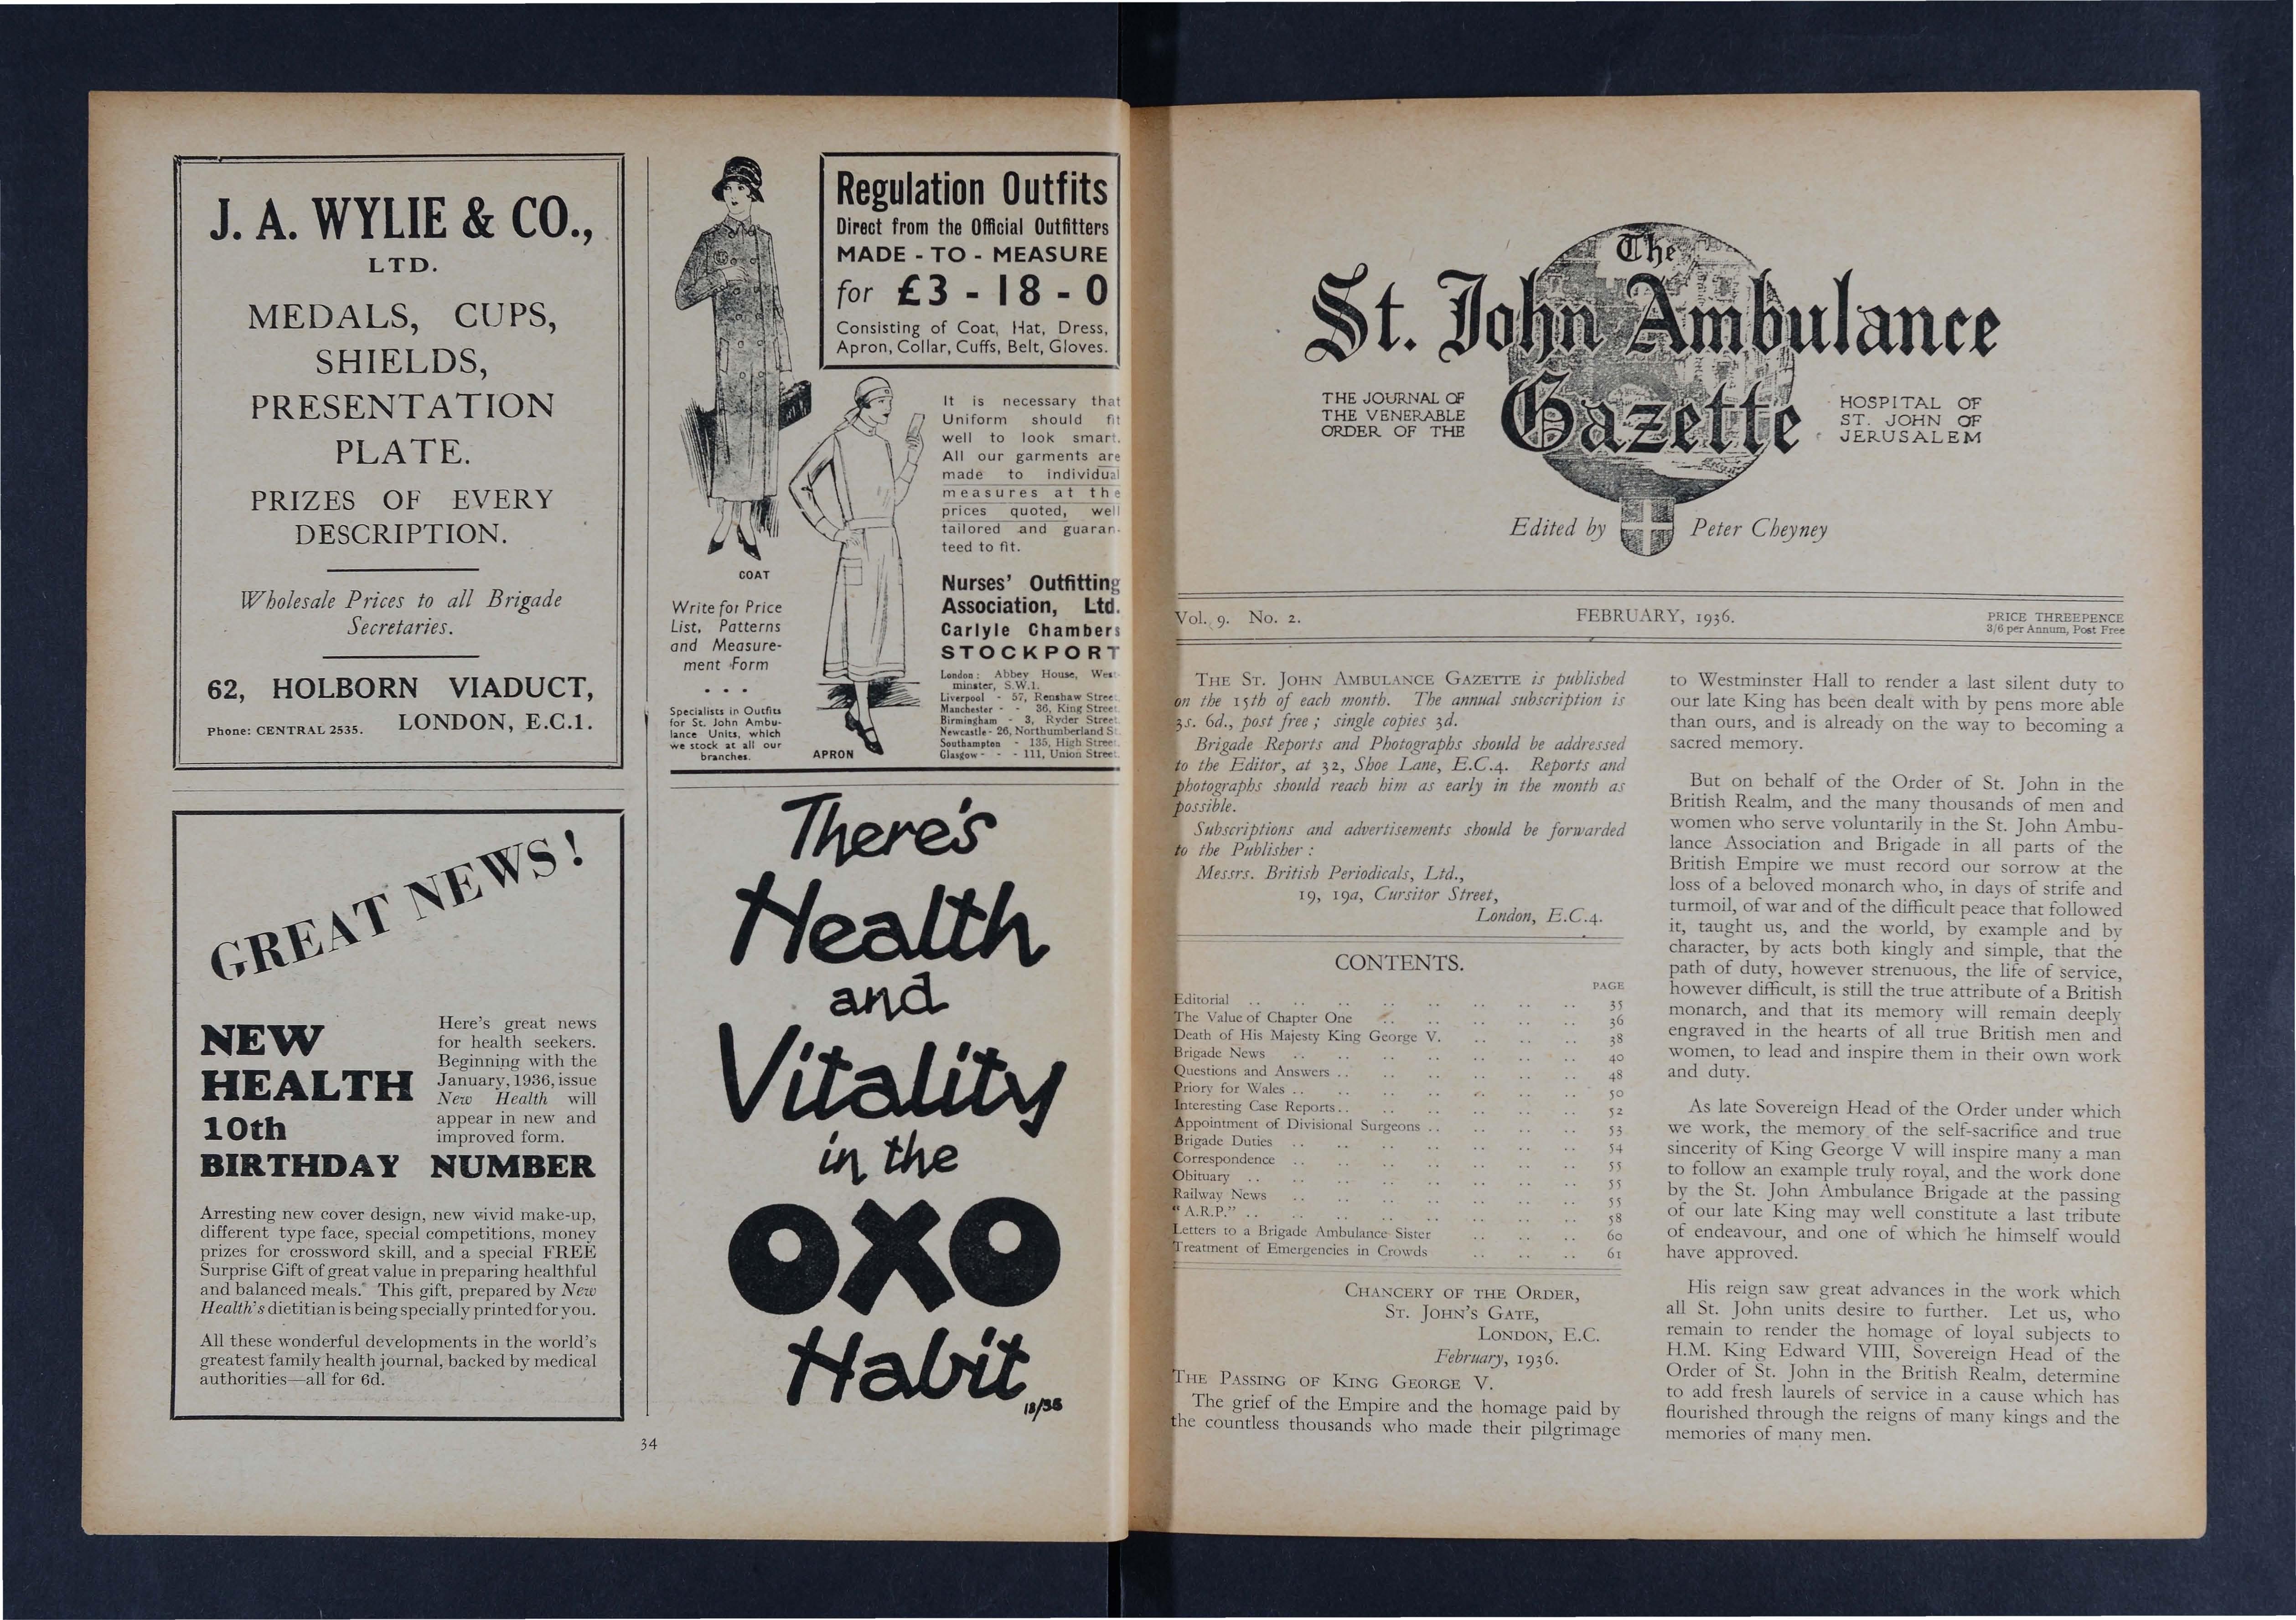 J. A. WYLIE & CO.,
LTD.
MEDALS, CUPS,
SHIELDS,
PRESENTATION
PLATE.
PRIZES OF EVERY
DESCRIPTION.
Wholesale Prices to all Brigade
Secretaries.
62, HOLBORN VIADUCT,
Phone: CENTRAL 2535. LONDON, E.C.1.
GREAT NEWS!
NEW
HEALTH
10th
BIRTHDAY NUMBER
Here's great news
for health seekers.
Beginning with the
January, 1936, issue
New Health will
appear in new and
improved form.
Arresting new cover design, new vivid make-up,
different type face, special competitions, money
prizes for crossword skill, and a special FREE
Surprise Gift of great value in preparing healthful
and balanced meals. This gift, prepared by New
Health's dietitian is being specially printed for you.
All these wonderful developments in the world's
greatest family health journal, backed by medical
authorities—all for 6d.
Regulation Outfits
Direct from the Official Outfitters
MADE - TO - MEASURE
for £3 - 18 - 0
Consisting of Coat, Hat, Dress,
Apron, Collar, Cuffs, Belt, Gloves.
COAT
Write for Price
List, Patterns
and Measure-
ment Form
. . .
Specialists in Outfits
for St. John Ambu-
lance Units, which
we stock at all our
branches.
APRON
It is necessary that
Uniform should fit
well to look smart.
All our garments are
made to individual
measures at the
prices quoted, well
tailored and guaran-
teed to fit.
Nurses' Outfitting
Association, Ltd.
Carlyle Chambers
STOCKPORT
London: Abbey House, West-
minster, S.W.1.
Liverpool - 57, Renshaw Street.
Manchester - - 36, King Street.
Birmingham - 3, Ryder Street.
Newcastle - 26, Northumberland St.
Southampton - 135, High Street.
Glasgow - - - 111, Union Street.
There's
Health
and
Vitality
in the
OXO
Habit
18/36
34
The
St. John Ambulance
Gazette
THE JOURNAL OF
THE VENERABLE
ORDER OF THE
HOSPITAL OF
ST. JOHN OF
JERUSALEM
Edited by Peter Cheyney
Vol. 9. No. 2. FEBRUARY, 1936. PRICE THREEPENCE
3/6 per Annum, Post Free
THE ST. JOHN AMBULANCE GAZETTE is published
on the 15th of each month. The annual subscription is
3s. 6d., post free; single copies 3d.
Brigade Reports and Photographs should be addressed
to the Editor, at 32, Shoe Lane, E.C.4. Reports and
photographs should reach him as early in the month as
possible.
Subscriptions and advertisements should be forwarded
to the Publisher:
Messrs. British Periodicals, Ltd.,
19, 19a, Cursitor Street,
London, E.C.4.
CONTENTS.
PAGE
Editorial .. .. .. .. .. .. .. .. 35
The Value of Chapter One .. .. .. .. .. 36
Death of His Majesty King George V. .. .. .. 38
Brigade News .. .. .. .. .. .. .. 40
Questions and Answers .. .. .. .. .. .. 48
Priory for Wales .. .. .. .. .. .. .. 50
Interesting Case Reports .. .. .. .. .. .. 52
Appointment of Divisional Surgeons .. .. .. .. 53
Brigade Duties .. .. .. .. .. .. .. 54
Correspondence .. .. .. .. .. .. .. 55
Obituary .. .. .. .. .. .. .. .. 55
Railway News .. .. .. .. .. .. .. 55
"A.R.P." .. .. .. .. .. .. .. .. 58
Letters to a Brigade Ambulance Sister .. .. .. 60
Treatment of Emergencies in Crowds .. .. .. 61
CHANCERY OF THE ORDER,
ST. JOHN'S GATE,
LONDON, E.C.
February, 1936.
THE PASSING OF KING GEORGE V.
The grief of the Empire and the homage paid by
the countless thousands who made their pilgrimage
to Westminster Hall to render a last silent duty to
our late King has been dealt with by pens more able
than ours, and is already on the way to becoming a
sacred memory.
But on behalf of the Order of St. John in the
British Realm, and the many thousands of men and
women who serve voluntarily in the St. John Ambu-
lance Association and Brigade in all parts of the
British Empire we must record our sorrow at the
loss of a beloved monarch who, in days of strife and
turmoil, of war and of the difficult peace that followed
it, taught us, and the world, by example and by
character, by acts both kingly and simple, that the
path of duty, however strenuous, the life of service,
however difficult, is still the true attribute of a British
monarch, and that its memory will remain deeply
engraved in the hearts of all true British men and
women, to lead and inspire them in their own work
and duty.
As late Sovereign Head of the Order under which
we work, the memory of the self-sacrifice and true
sincerity of King George V will inspire many a man
to follow an example truly royal, and the work done
by the St. John Ambulance Brigade at the passing
of our late King may well constitute a last tribute
of endeavour, and one of which he himself would
have approved.
His reign saw great advances in the work which
all St. John units desire to further. Let us, who
remain to render the homage of loyal subjects to
H.M. King Edward VIII, Sovereign Head of the
Order of St. John in the British Realm, determine
to add fresh laurels of service in a cause which has
flourished through the reigns of many kings and the
memories of many men.